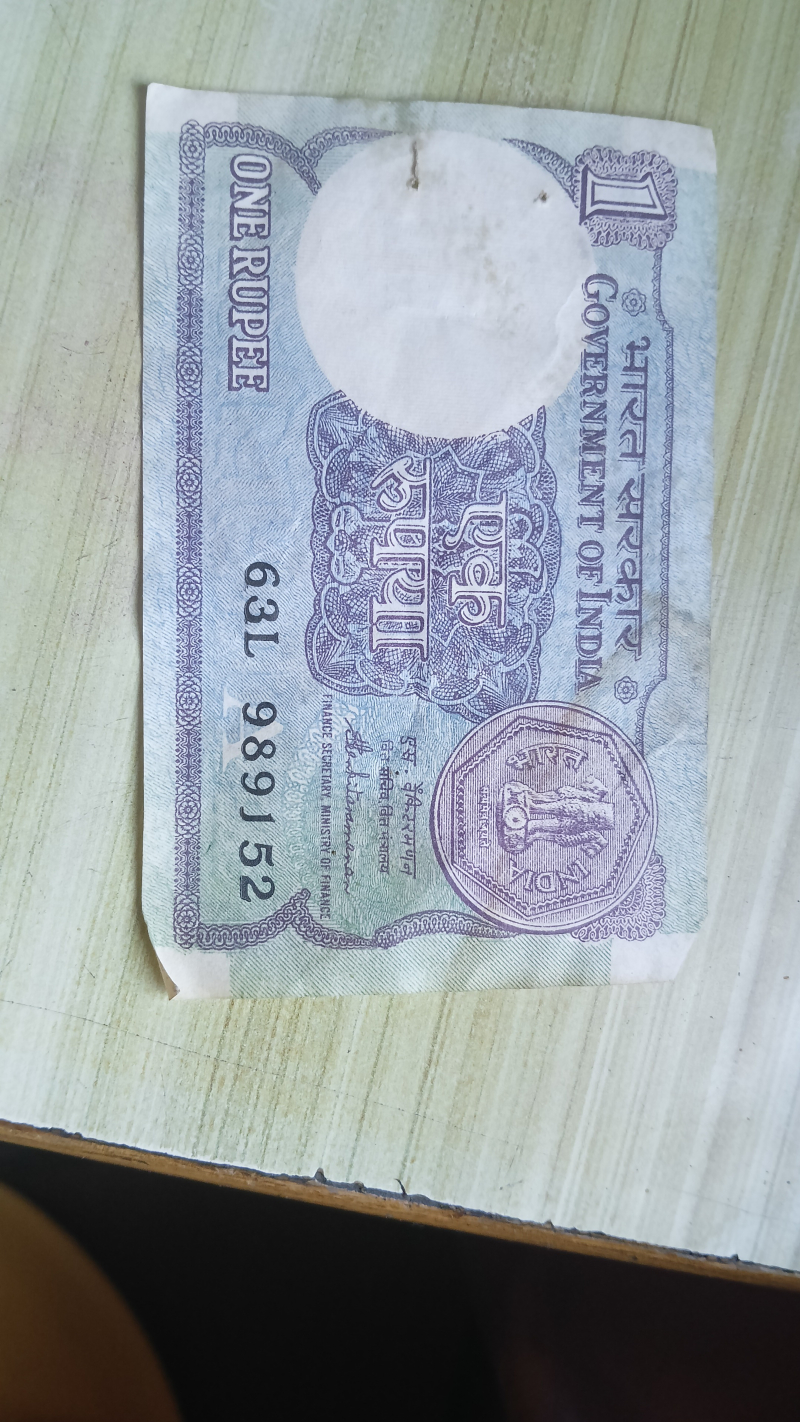 1
भारत सरकार
GOVERNMENT OF INDIA
भारत
INDIA
एक
रुपया
FINANCE SECRETARY, MINISTRY OF FINANCE.
A
63L 989152
ONE RUPEE